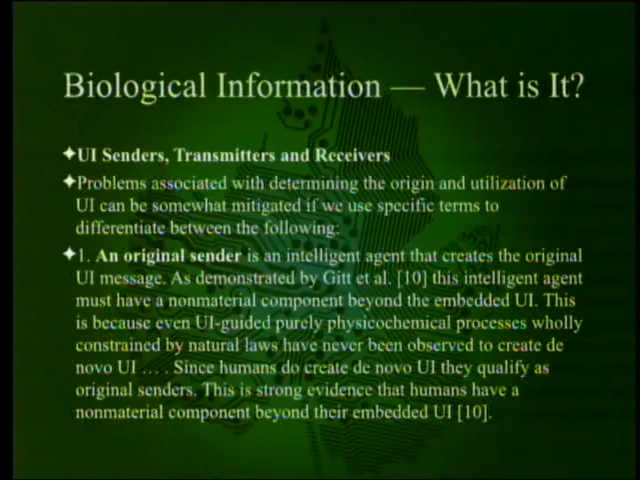 Biological Information — What is It?
✦UI Senders, Transmitters and Receivers
✦Problems associated with determining the origin and utilization of
UI can be somewhat mitigated if we use specific terms to
differentiate between the following:
✦1. An original sender is an intelligent agent that creates the original
UI message. As demonstrated by Gitt et al. [10] this intelligent agent
must have a nonmaterial component beyond the embedded UI. This
is because even UI-guided purely physicochemical processes wholly
constrained by natural laws have never been observed to create de
novo UI … . Since humans do create de novo UI they qualify as
original senders. This is strong evidence that humans have a
nonmaterial component beyond their embedded UI [10].